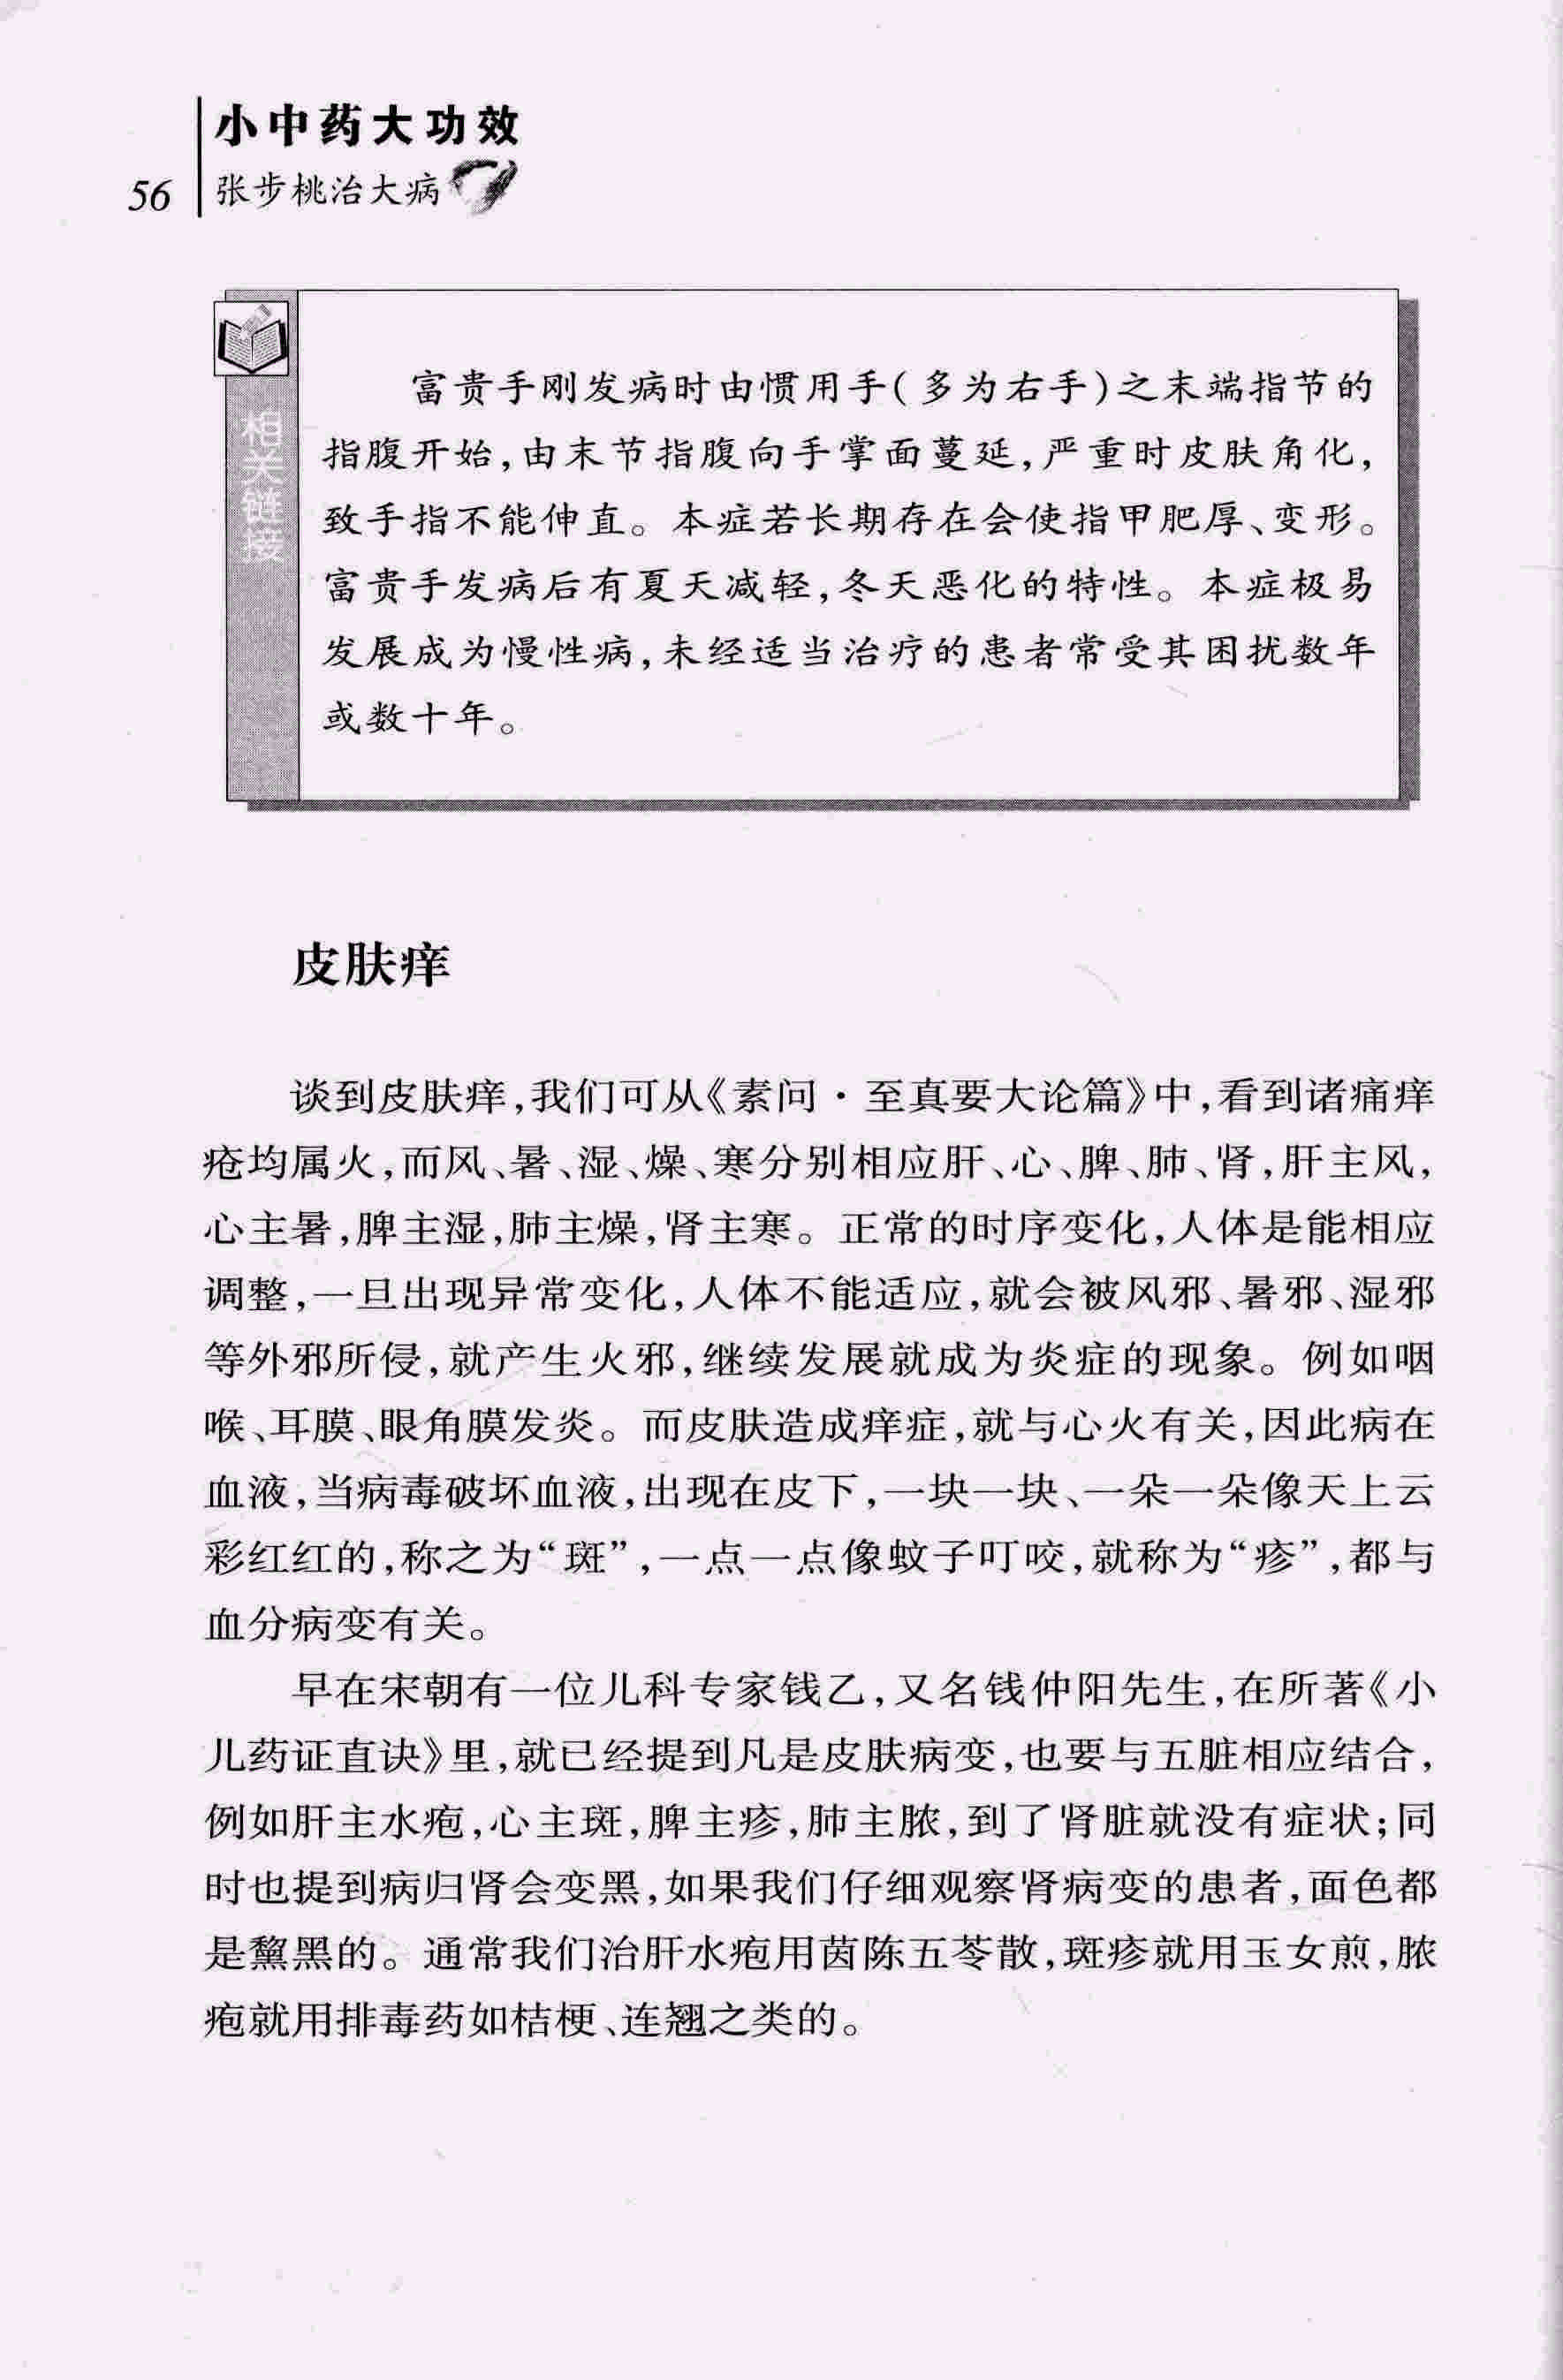 小中药大功效
56
张步桃治大病
相关链接
富贵手刚发病时由惯用手(多为右手)之末端指节的
指腹开始,由末节指腹向手掌面蔓延,严重时皮肤角化,
致手指不能伸直。本症若长期存在会使指甲肥厚、变形。
富贵手发病后有夏天减轻,冬天恶化的特性。本症极易
发展成为慢性病,未经适当治疗的患者常受其困扰数年
或数十年。
皮肤痒
谈到皮肤痒,我们可从《素问·至真要大论篇》中,看到诸痛痒
疮均属火,而风、暑、湿、燥、寒分别相应肝、心、脾、肺、肾,肝主风,
心主暑,脾主湿,肺主燥,肾主寒。正常的时序变化,人体是能相应
调整,一旦出现异常变化,人体不能适应,就会被风邪、暑邪、湿邪
等外邪所侵,就产生火邪,继续发展就成为炎症的现象。例如咽
喉、耳膜、眼角膜发炎。而皮肤造成痒症,就与心火有关,因此病在
血液,当病毒破坏血液,出现在皮下,一块一块、一朵一朵像天上云
彩红红的,称之为“斑”,一点一点像蚊子叮咬,就称为“疹”,都与
血分病变有关。
早在宋朝有一位儿科专家钱乙,又名钱仲阳先生,在所著《小
儿药证直诀》里,就已经提到凡是皮肤病变,也要与五脏相应结合,
例如肝主水疱,心主斑,脾主疹,肺主脓,到了肾脏就没有症状;同
时也提到病归肾会变黑,如果我们仔细观察肾病变的患者,面色都
是黧黑的。通常我们治肝水疱用茵陈五苓散,斑疹就用玉女煎,脓
疱就用排毒药如桔梗、连翘之类的。